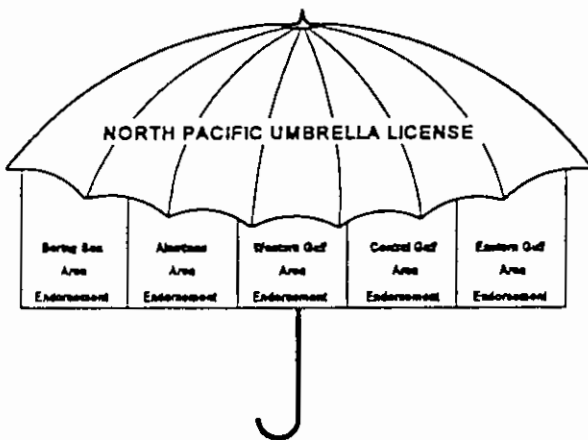 NORTH PACIFIC UMBRELLA LICENSE
Bering Sea
Area
Endorsement
Aleutians
Area
Endorsement
Western Gulf
Area
Endorsement
Central Gulf
Area
Endorsement
Eastern Gulf
Area
Endorsement